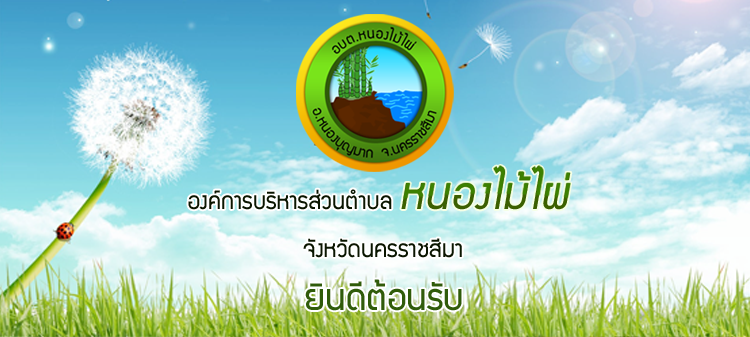 อบต.หนองไม้ไผ่
อ.หนองบุญมาก จ.นครราชสีมา
องค์การบริหารส่วนตำบล หนองไม้ไผ่
จังหวัดนครราชสีมา
ยินดีต้อนรับ